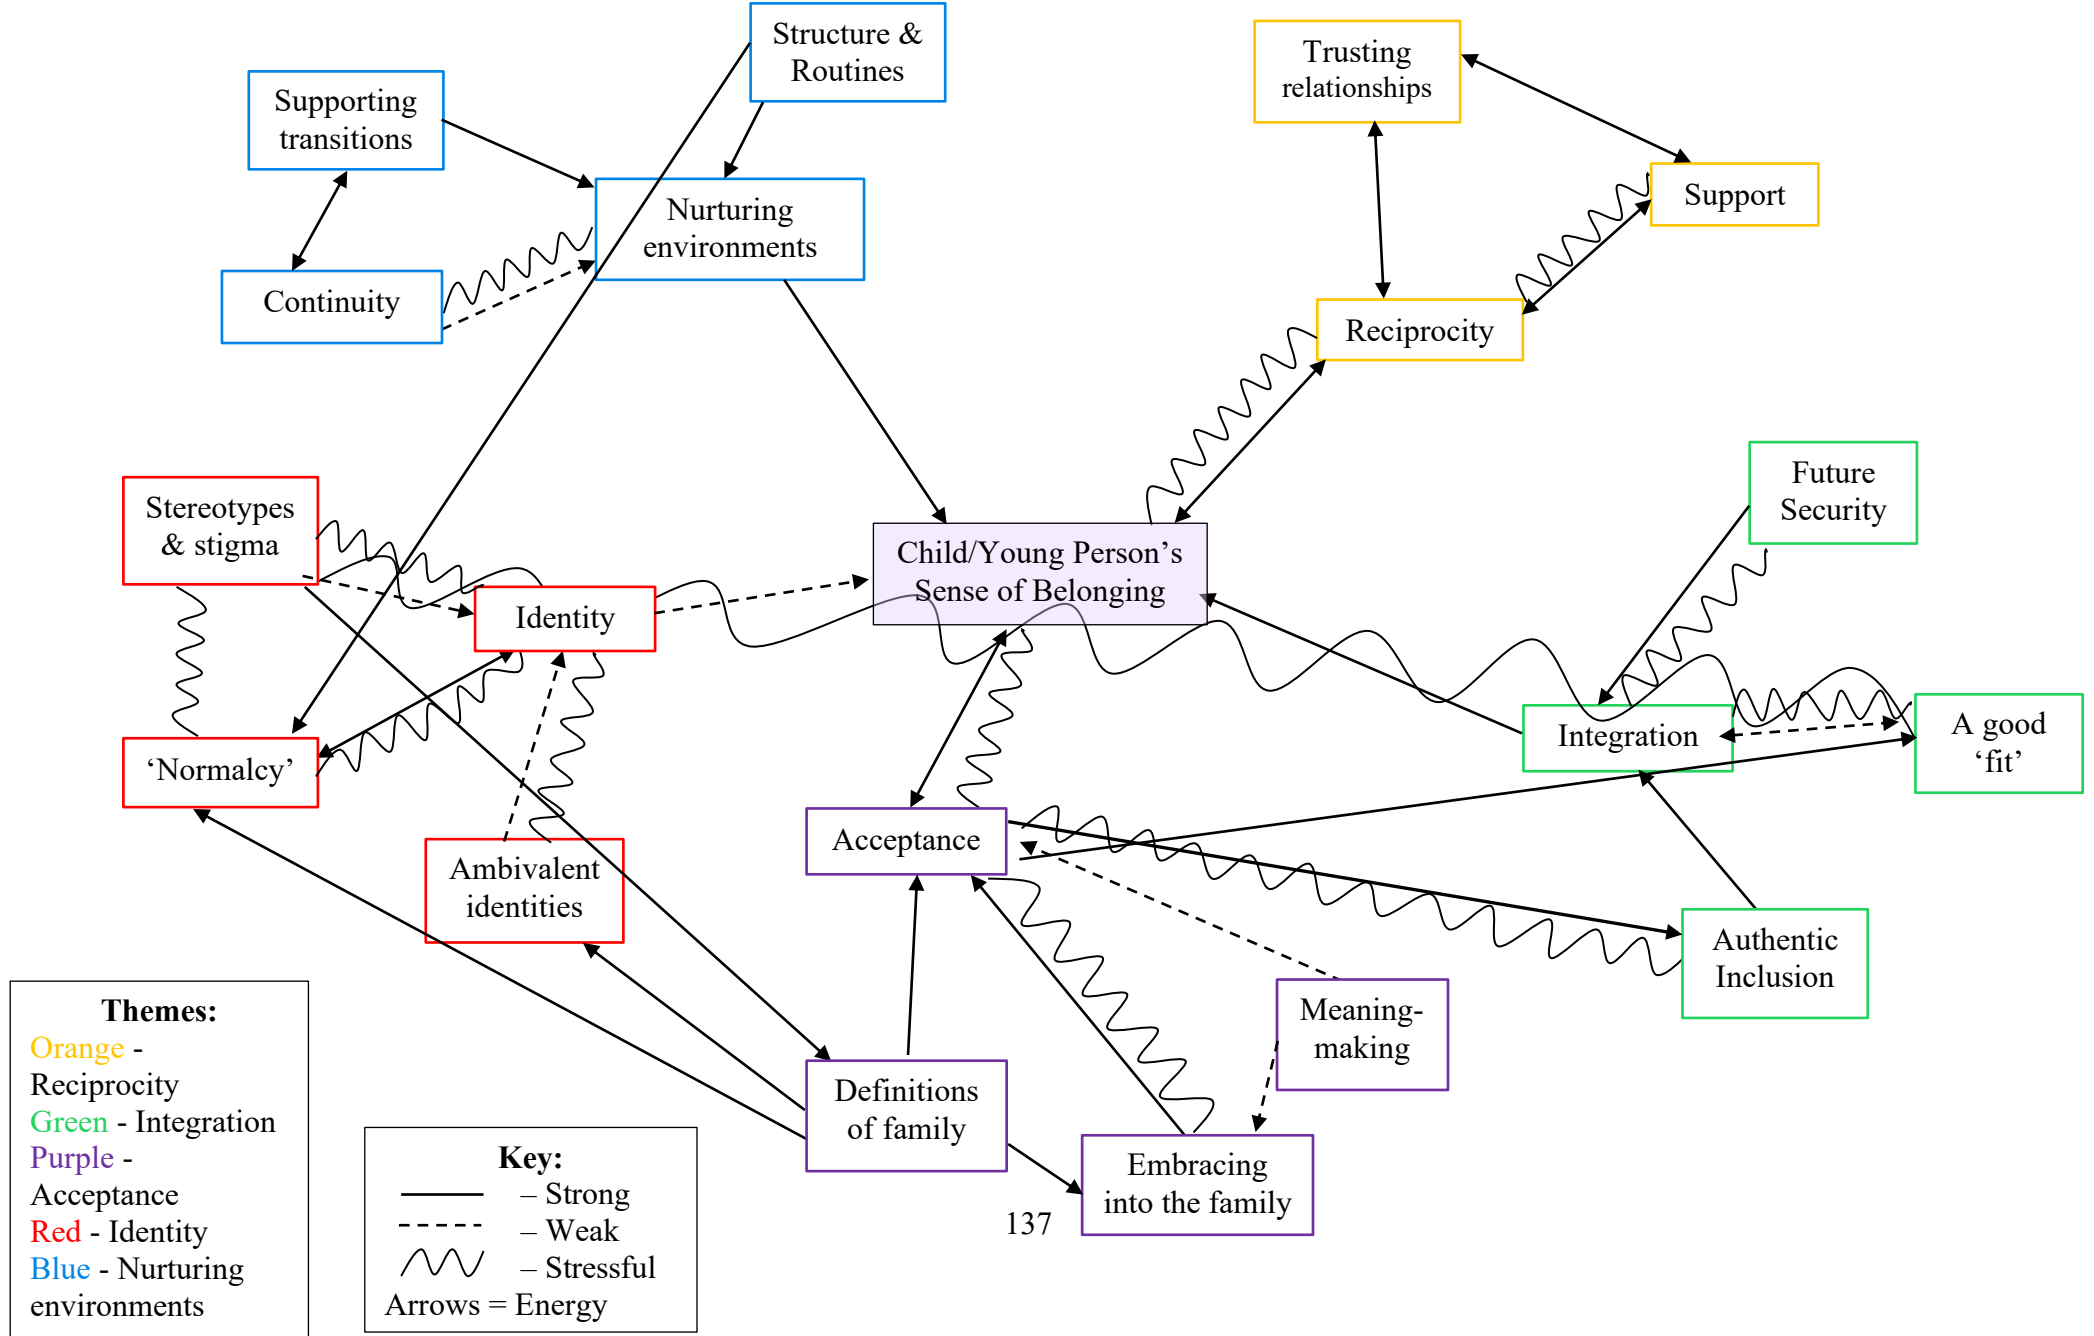 Structure &
Routines
Trusting
relationships
Supporting
transitions
Support
Nurturing
environments
Continuity
Reciprocity
Future
Security
Stereotypes
& stigma
Child/Young Person’s
Sense of Belonging
Identity
Integration
A good
‘fit’
‘Normalcy’
Acceptance
Ambivalent
identities
Authentic
Inclusion
Meaning-
making
Definitions
of family
Embracing
into the family
137
Themes:
Orange -
Reciprocity
Green - Integration
Purple -
Acceptance
Red - Identity
Blue - Nurturing
environments
Key:
– Strong
– Weak
– Stressful
Arrows = Energy